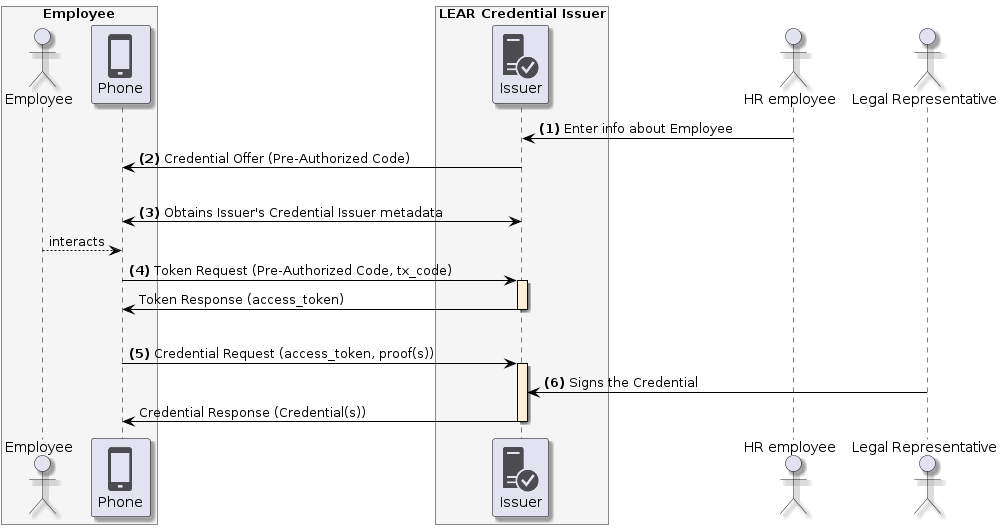 Employee
LEAR Credential Issuer
Employee
Phone
Issuer
HR employee
Legal Representative
(1) Enter info about Employee
(2) Credential Offer (Pre-Authorized Code)
(3) Obtains Issuer's Credential Issuer metadata
interacts
(4) Token Request (Pre-Authorized Code, tx_code)
Token Response (access_token)
(5) Credential Request (access_token, proof(s))
(6) Signs the Credential
Credential Response (Credential(s))
Employee
Phone
Issuer
HR employee
Legal Representative